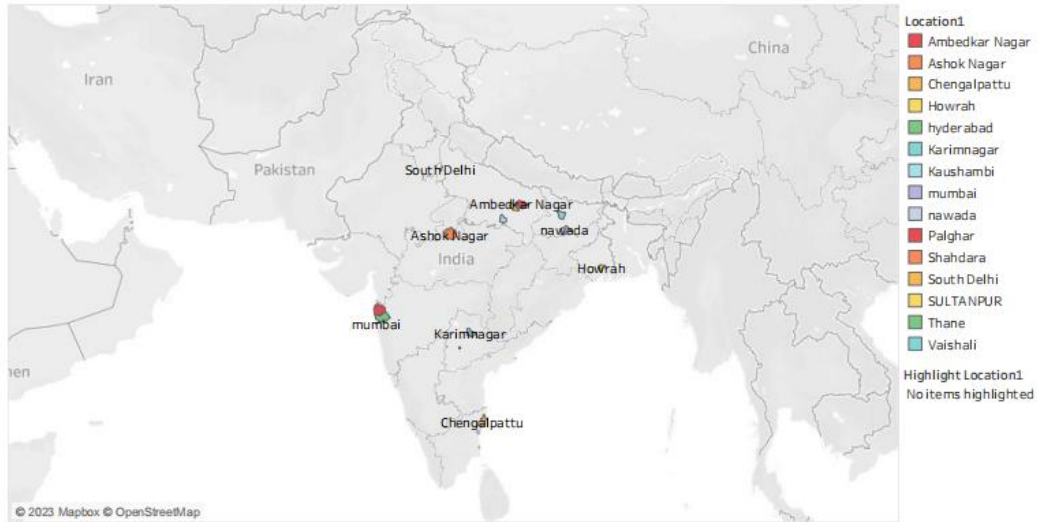 Iran
China
Pakistan
South Delhi
Ambedkar Nagar
Ashok Nagar
nawada
India
Howrah
mumbai
Karimnagar
Chengalpattu
men
© 2023 Mapbox © OpenStreetMap
Location1
Ambedkar Nagar
Ashok Nagar
Chengalpattu
Howrah
hyderabad
Karimnagar
Kaushambi
mumbai
nawada
Palghar
Shahdara
South Delhi
SULTANPUR
Thane
Vaishali
Highlight Location1
No items highlighted